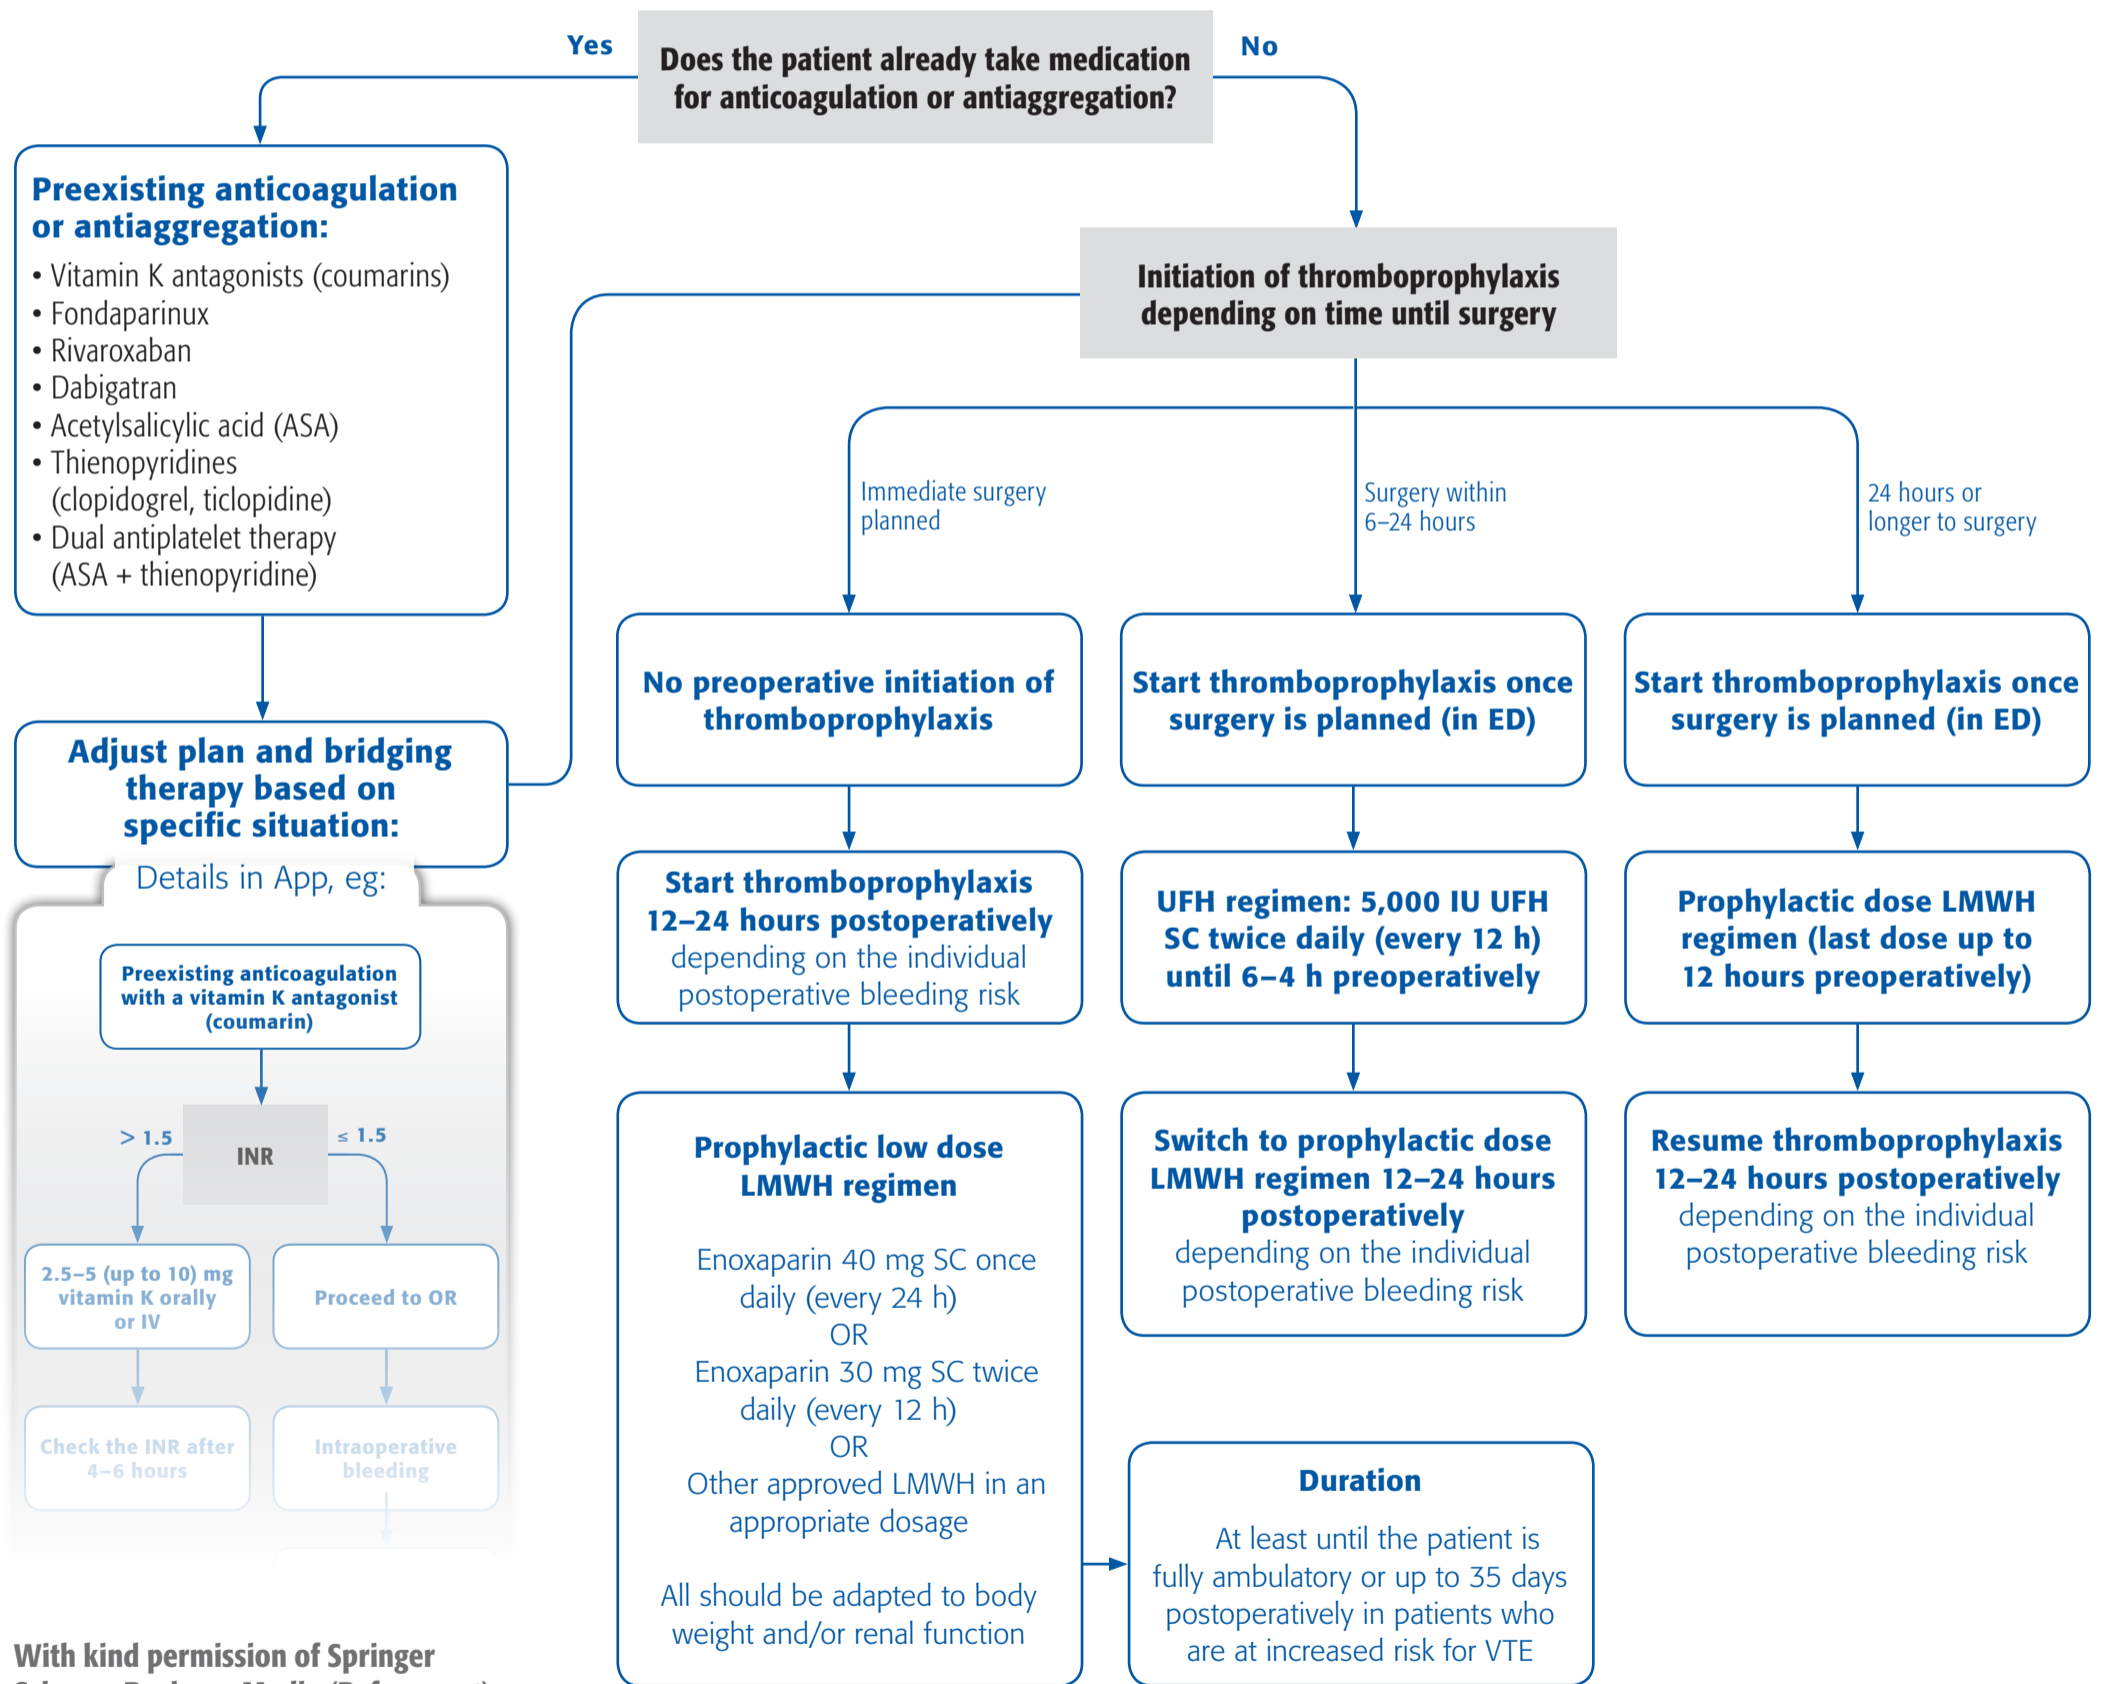 Yes
Does the patient already take medication
for anticoagulation or antiaggregation?
No
Preexisting anticoagulation
or antiaggregation:
• Vitamin K antagonists (coumarins)
• Fondaparinux
• Rivaroxaban
• Dabigatran
• Acetylsalicylic acid (ASA)
• Thienopyridines
(clopidogrel, ticlopidine)
• Dual antiplatelet therapy
(ASA + thienopyridine)
Adjust plan and bridging
therapy based on
specific situation:
Details in App, eg:
Preexisting anticoagulation
with a vitamin K antagonist
(coumarin)
> 1.5
INR
≤ 1.5
2.5–5 (up to 10) mg
vitamin K orally
or IV
Proceed to OR
Check the INR after
4–6 hours
Intraoperative
bleeding
With kind permission of Springer
Initiation of thromboprophylaxis
depending on time until surgery
Immediate surgery
planned
Surgery within
6–24 hours
24 hours or
longer to surgery
No preoperative initiation of
thromboprophylaxis
Start thromboprophylaxis
12–24 hours postoperatively
depending on the individual
postoperative bleeding risk
Prophylactic low dose
LMWH regimen
Enoxaparin 40 mg SC once
daily (every 24 h)
OR
Enoxaparin 30 mg SC twice
daily (every 12 h)
OR
Other approved LMWH in an
appropriate dosage
All should be adapted to body
weight and/or renal function
Start thromboprophylaxis once
surgery is planned (in ED)
UFH regimen: 5,000 IU UFH
SC twice daily (every 12 h)
until 6–4 h preoperatively
Switch to prophylactic dose
LMWH regimen 12–24 hours
postoperatively
depending on the individual
postoperative bleeding risk
Start thromboprophylaxis once
surgery is planned (in ED)
Prophylactic dose LMWH
regimen (last dose up to
12 hours preoperatively)
Resume thromboprophylaxis
12–24 hours postoperatively
depending on the individual
postoperative bleeding risk
Duration
At least until the patient is
fully ambulatory or up to 35 days
postoperatively in patients who
are at increased risk for VTE